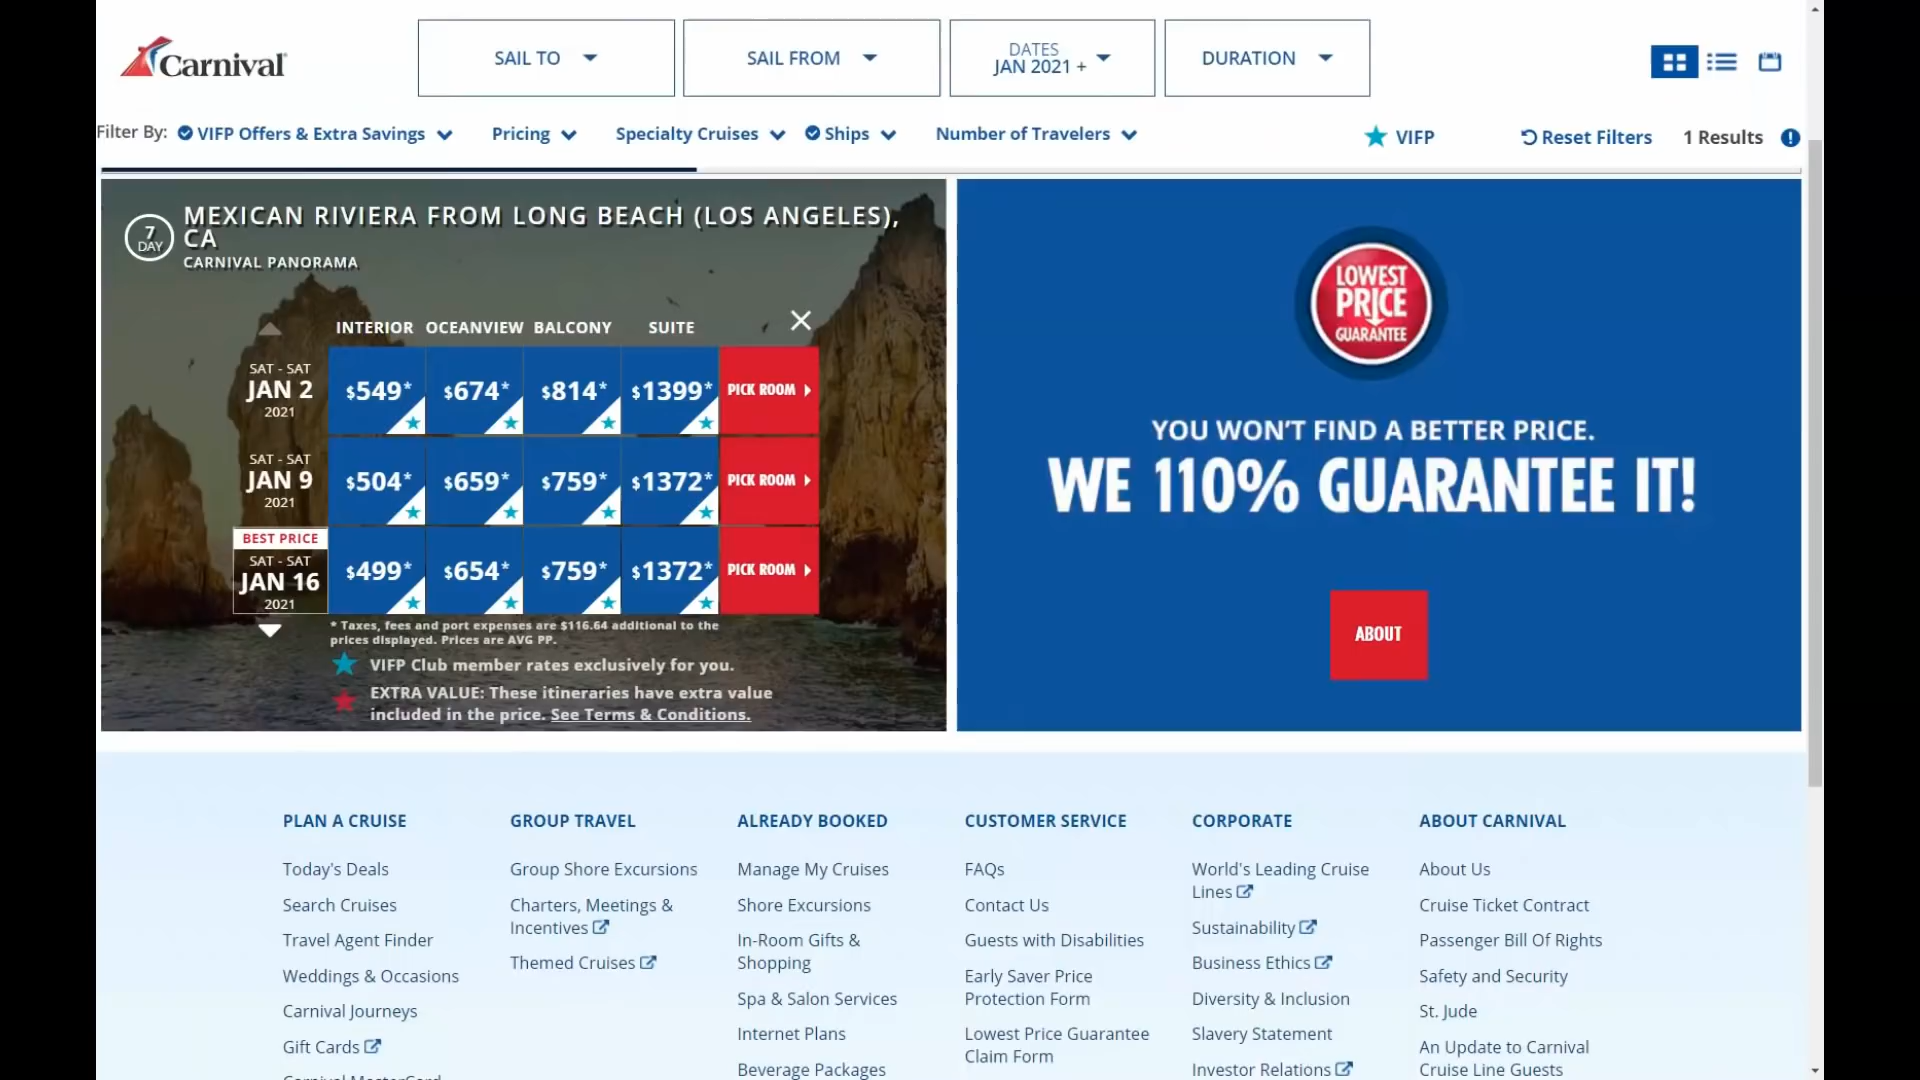 Carnival
SAIL TO
SAIL FROM
DATES
JAN 2021 +
DURATION
Filter By:
VIFP Offers & Extra Savings
Pricing
Specialty Cruises
Ships
Number of Travelers
VIFP
Reset Filters
1 Results
7
DAY
MEXICAN RIVIERA FROM LONG BEACH (LOS ANGELES),
CA
CARNIVAL PANORAMA
INTERIOR OCEANVIEW BALCONY SUITE
SAT - SAT
JAN 2
2021
$549* $674* $814* $1399* PICK ROOM
SAT - SAT
JAN 9
2021
$504* $659* $759* $1372* PICK ROOM
BEST PRICE
SAT - SAT
JAN 16
2021
$499* $654* $759* $1372* PICK ROOM
* Taxes, fees and port expenses are $116.64 additional to the
prices displayed. Prices are AVG PP.
VIFP Club member rates exclusively for you.
EXTRA VALUE: These itineraries have extra value
included in the price. See Terms & Conditions.
LOWEST
PRICE
GUARANTEE
YOU WON'T FIND A BETTER PRICE.
WE 110% GUARANTEE IT!
ABOUT
PLAN A CRUISE
Today's Deals
Search Cruises
Travel Agent Finder
Weddings & Occasions
Carnival Journeys
Gift Cards
GROUP TRAVEL
Group Shore Excursions
Charters, Meetings &
Incentives
Themed Cruises
ALREADY BOOKED
Manage My Cruises
Shore Excursions
In-Room Gifts &
Shopping
Spa & Salon Services
Internet Plans
Beverage Packages
CUSTOMER SERVICE
FAQs
Contact Us
Guests with Disabilities
Early Saver Price
Protection Form
Lowest Price Guarantee
Claim Form
CORPORATE
World's Leading Cruise
Lines
Sustainability
Business Ethics
Diversity & Inclusion
Slavery Statement
Investor Relations
ABOUT CARNIVAL
About Us
Cruise Ticket Contract
Passenger Bill Of Rights
Safety and Security
St. Jude
An Update to Carnival
Cruise Line Guests